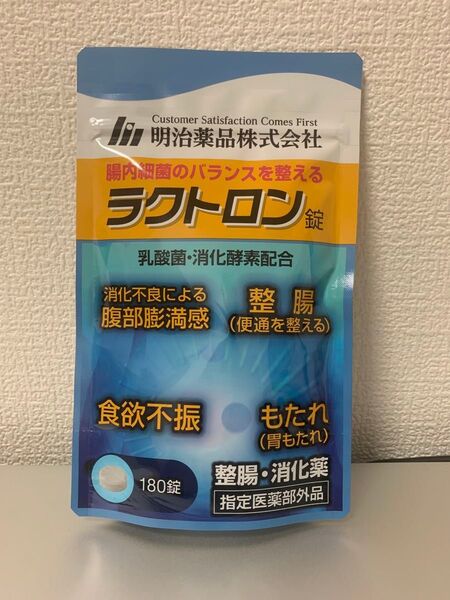 Customer Satisfaction Comes First
明治薬品株式会社
腸内細菌のバランスを整える
ラクトロン錠
乳酸菌・消化酵素配合
消化不良による
腹部膨満感
整腸
(便通を整える)
食欲不振
もたれ
(胃もたれ)
180錠
整腸・消化薬
指定医薬部外品